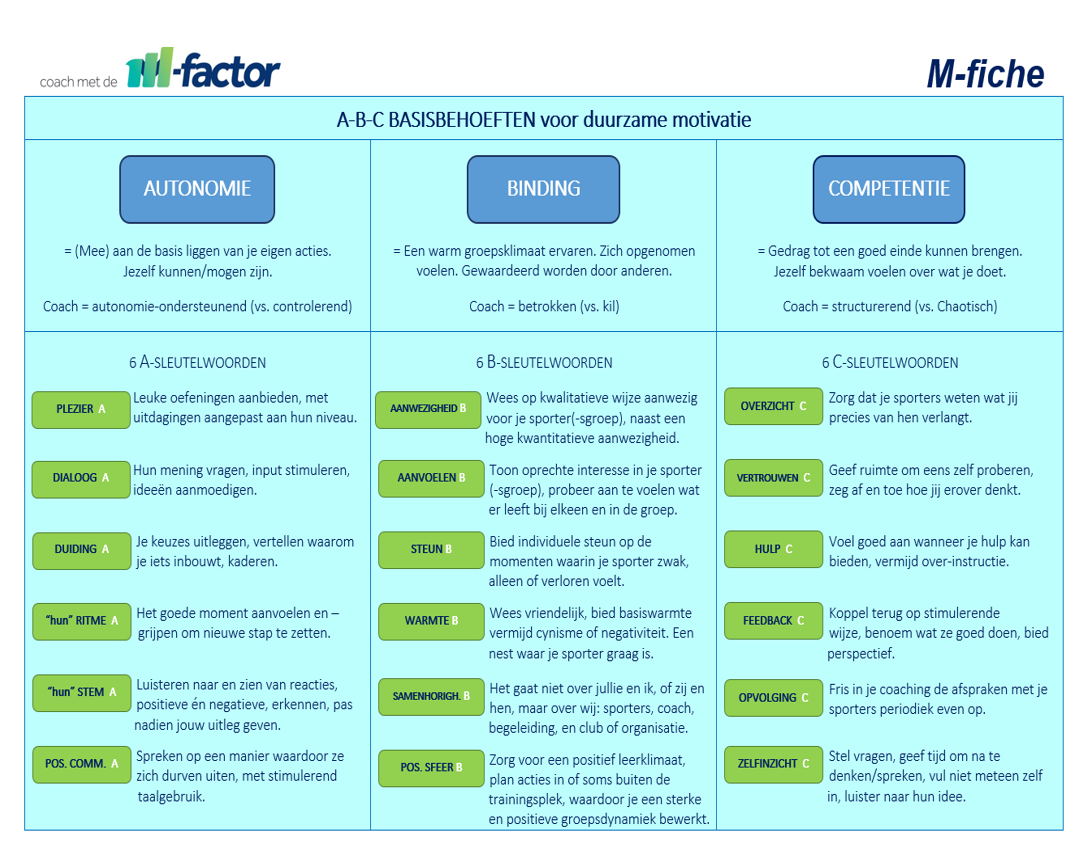 coach met de M-factor
M-fiche
A-B-C BASISBEHOEFTEN voor duurzame motivatie
AUTONOMIE
= (Mee) aan de basis liggen van je eigen acties.
Jezelf kunnen/mogen zijn.
Coach = autonomie-ondersteunend (vs. controlerend)
BINDING
= Een warm groepsklimaat ervaren. Zich opgenomen
voelen. Gewaardeerd worden door anderen.
Coach = betrokken (vs. kil)
COMPETENTIE
= Gedrag tot een goed einde kunnen brengen.
Jezelf bekwaam voelen over wat je doet.
Coach = structurerend (vs. Chaotisch)
6 A-SLEUTELWOORDEN
PLEZIER A
Leuke oefeningen aanbieden, met
uitdagingen aangepast aan hun niveau.
DIALOOG A
Hun mening vragen, input stimuleren,
ideeën aanmoedigen.
DUIDING A
Je keuzes uitleggen, vertellen waarom
je iets inbouwt, kaderen.
“hun” RITME A
Het goede moment aanvoelen en –
grijpen om nieuwe stap te zetten.
“hun” STEM A
Luisteren naar en zien van reacties,
positieve én negatieve, erkennen, pas
nadien jouw uitleg geven.
POS. COMM. A
Spreken op een manier waardoor ze
zich durven uiten, met stimulerend
taalgebruik.
6 B-SLEUTELWOORDEN
AANWEZIGHEID B
Wees op kwalitatieve wijze aanwezig
voor je sporter(-sgroep), naast een
hoge kwantitatieve aanwezigheid.
AANVOELEN B
Toon oprechte interesse in je sporter
(-sgroep), probeer aan te voelen wat
er leeft bij elkeen en in de groep.
STEUN B
Bied individuele steun op de
momenten waarin je sporter zwak,
alleen of verloren voelt.
WARMTE B
Wees vriendelijk, bied basiswarmte
vermijd cynisme of negativiteit. Een
nest waar je sporter graag is.
SAMENHORIGH. B
Het gaat niet over jullie en ik, of zij en
hen, maar over wij: sporters, coach,
begeleiding, en club of organisatie.
POS. SFEER B
Zorg voor een positief leerklimaat,
plan acties in of soms buiten de
trainingsplek, waardoor je een sterke
en positieve groepsdynamiek bewerkt.
6 C-SLEUTELWOORDEN
OVERZICHT C
Zorg dat je sporters weten wat jij
precies van hen verlangt.
VERTROUWEN C
Geef ruimte om eens zelf proberen,
zeg af en toe hoe jij erover denkt.
HULP C
Voel goed aan wanneer je hulp kan
bieden, vermijd over-instructie.
FEEDBACK C
Koppel terug op stimulerende
wijze, benoem wat ze goed doen, bied
perspectief.
OPVOLGING C
Fris in je coaching de afspraken met je
sporters periodiek even op.
ZELFINZICHT C
Stel vragen, geef tijd om na te
denken/spreken, vul niet meteen zelf
in, luister naar hun idee.